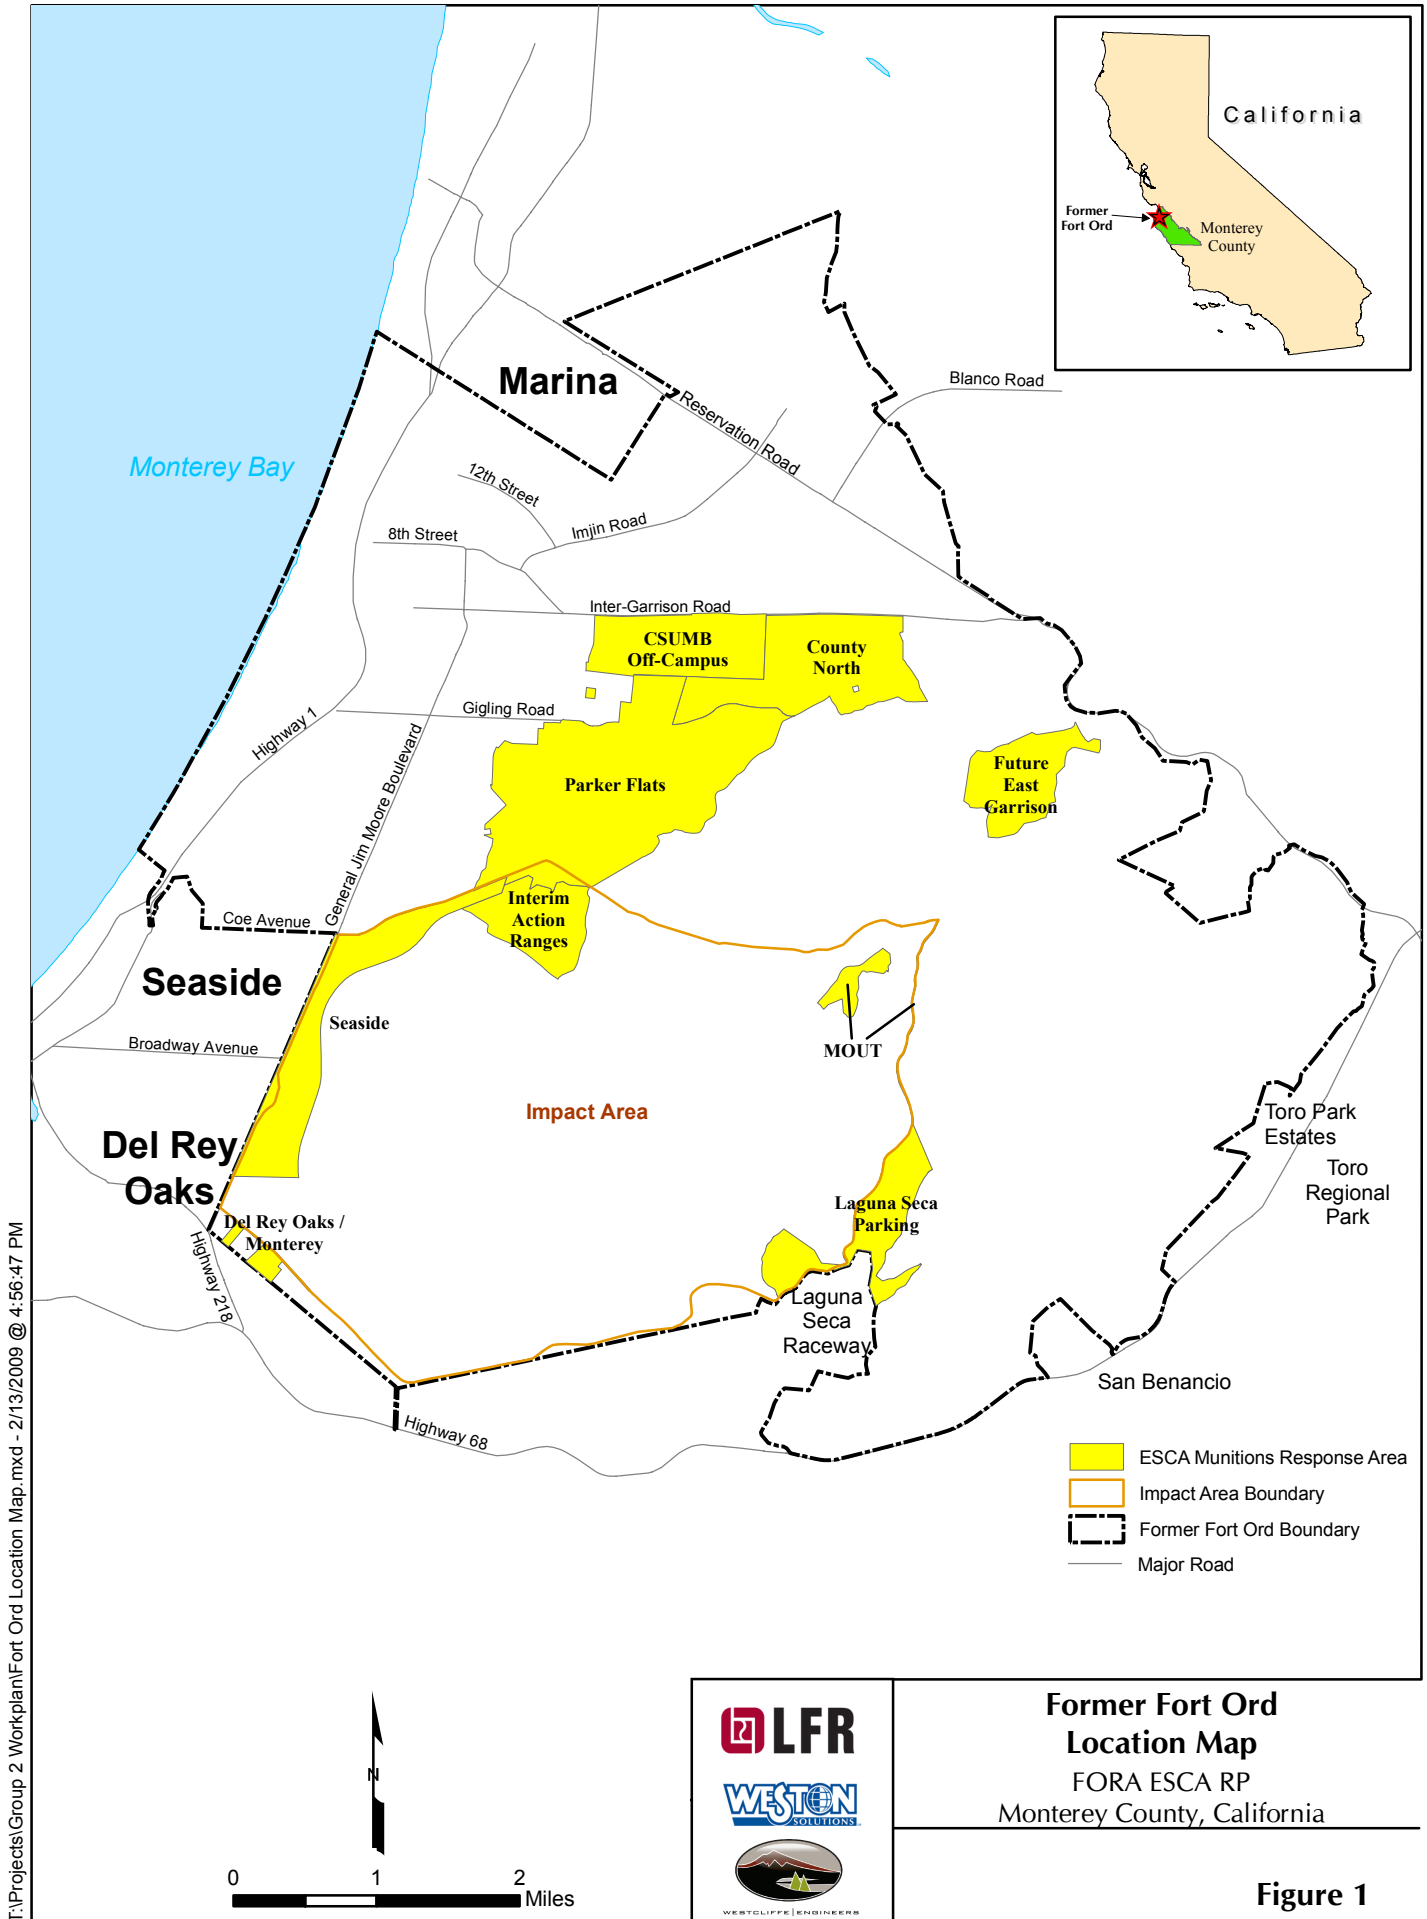 California
Former
Fort Ord
Monterey
County
Marina
Blanco Road
Reservation Road
Monterey Bay
12th Street
Imjin Road
8th Street
Inter-Garrison Road
CSUMB
Off-Campus
County
North
Gigling Road
Highway 1
General Jim Moore Boulevard
Parker Flats
Future
East
Garrison
Interim
Action
Ranges
Coe Avenue
Seaside
Seaside
Broadway Avenue
MOUT
Impact Area
Del Rey
Oaks
Toro Park
Estates
Toro
Regional
Park
Laguna Seca
Parking
Del Rey Oaks /
Monterey
Highway 218
Laguna
Seca
Raceway
San Benancio
Highway 68
ESCA Munitions Response Area
Impact Area Boundary
Former Fort Ord Boundary
Major Road
T:\Projects\Group 2 Workplan\Fort Ord Location Map.mxd - 2/13/2009 @ 4:56:47 PM
N
0 1 2
Miles
LFR
WESTON
SOLUTIONS
WESTCLIFFE | ENGINEERS
Former Fort Ord
Location Map
FORA ESCA RP
Monterey County, California
Figure 1